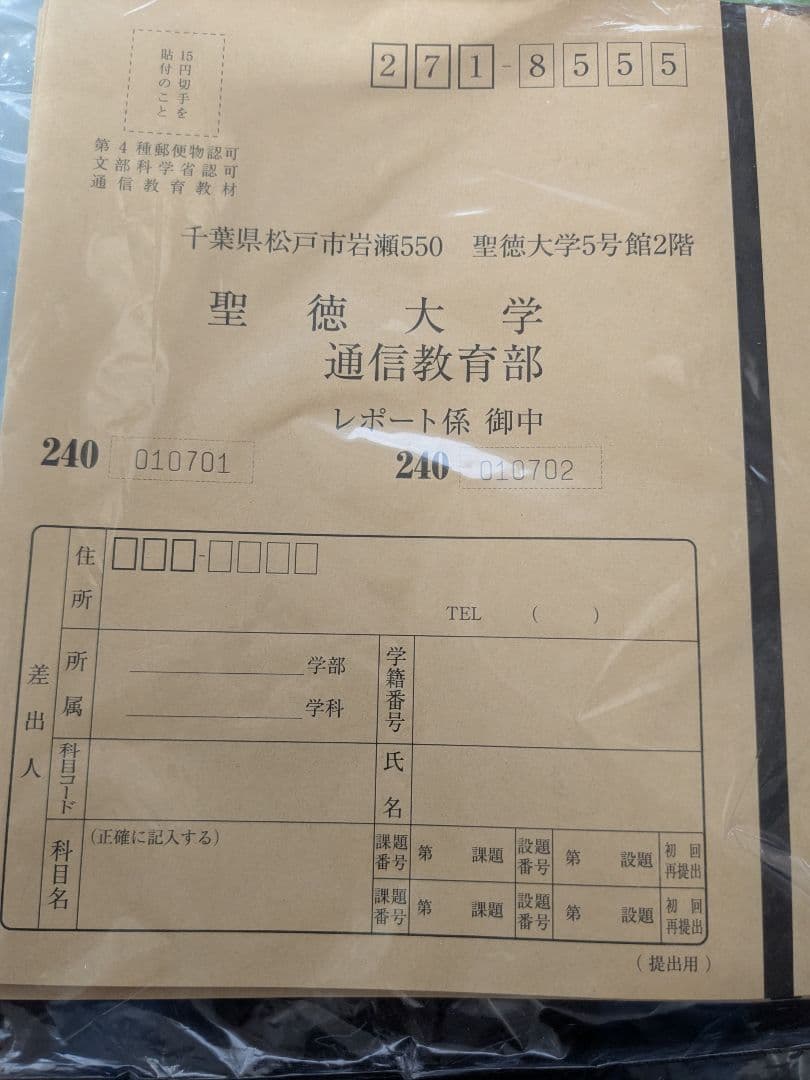 15円切手を
貼付のこと
271-8555
第4種郵便物認可
文部科学省認可
通信教育教材
千葉県松戸市岩瀬550 聖徳大学5号館2階
聖徳大学
通信教育部
レポート係 御中
240 010701 240 010702
差出人
住所
TEL ( )
所属
学部
学科
学籍番号
科目コード
氏名
科目名
(正確に記入する)
課題番号 第 課題 設題番号 第 設題 初回 再提出
課題番号 第 課題 設題番号 第 設題 初回 再提出
(提出用)